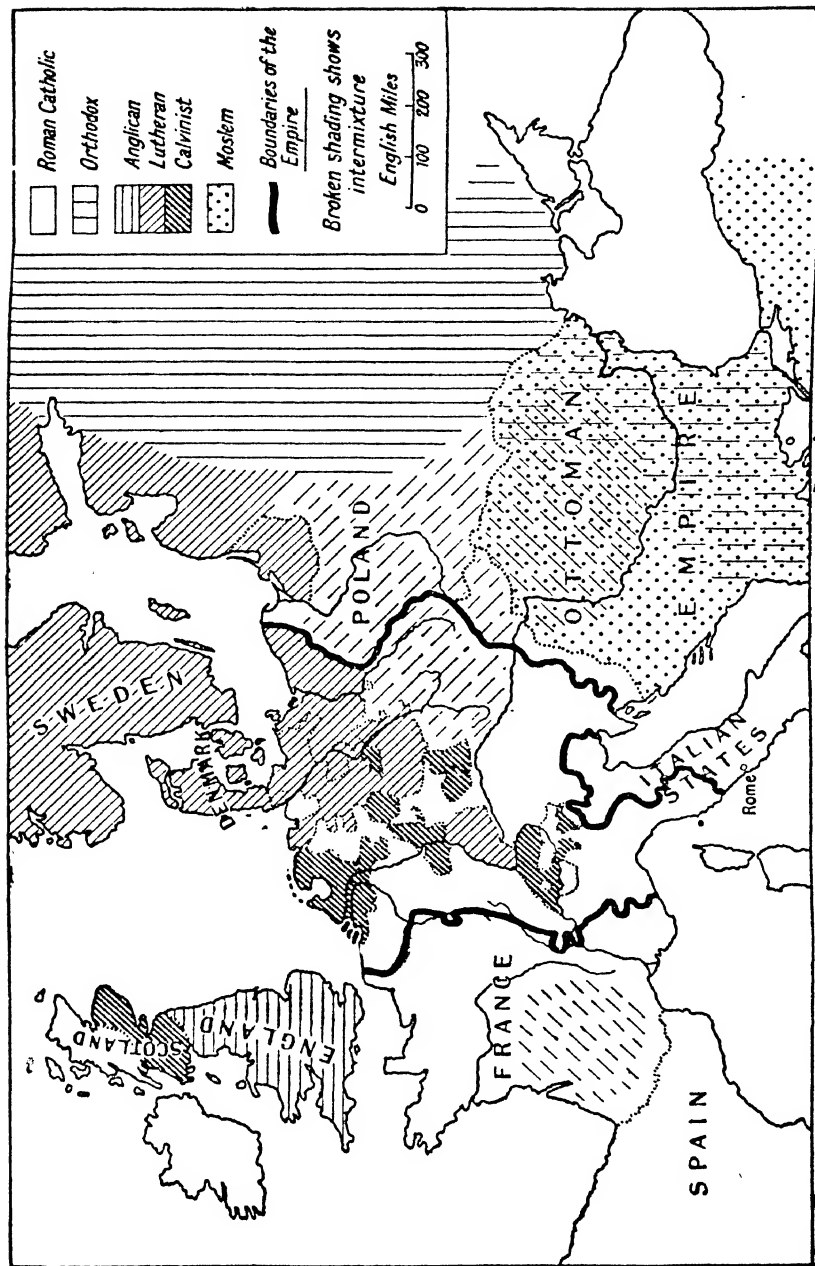 Roman Catholic
Orthodox
Anglican
Lutheran
Calvinist
Moslem
Boundaries of the
Empire
Broken shading shows
intermixture
English Miles
0 100 200 300
S-W-E-D-E-N
DENMARK
SCOTLAND
ENGLAND
POLAND
FRANCE
SPAIN
ITALIAN
STATES
Rome
OTTOMAN
EMPIRE